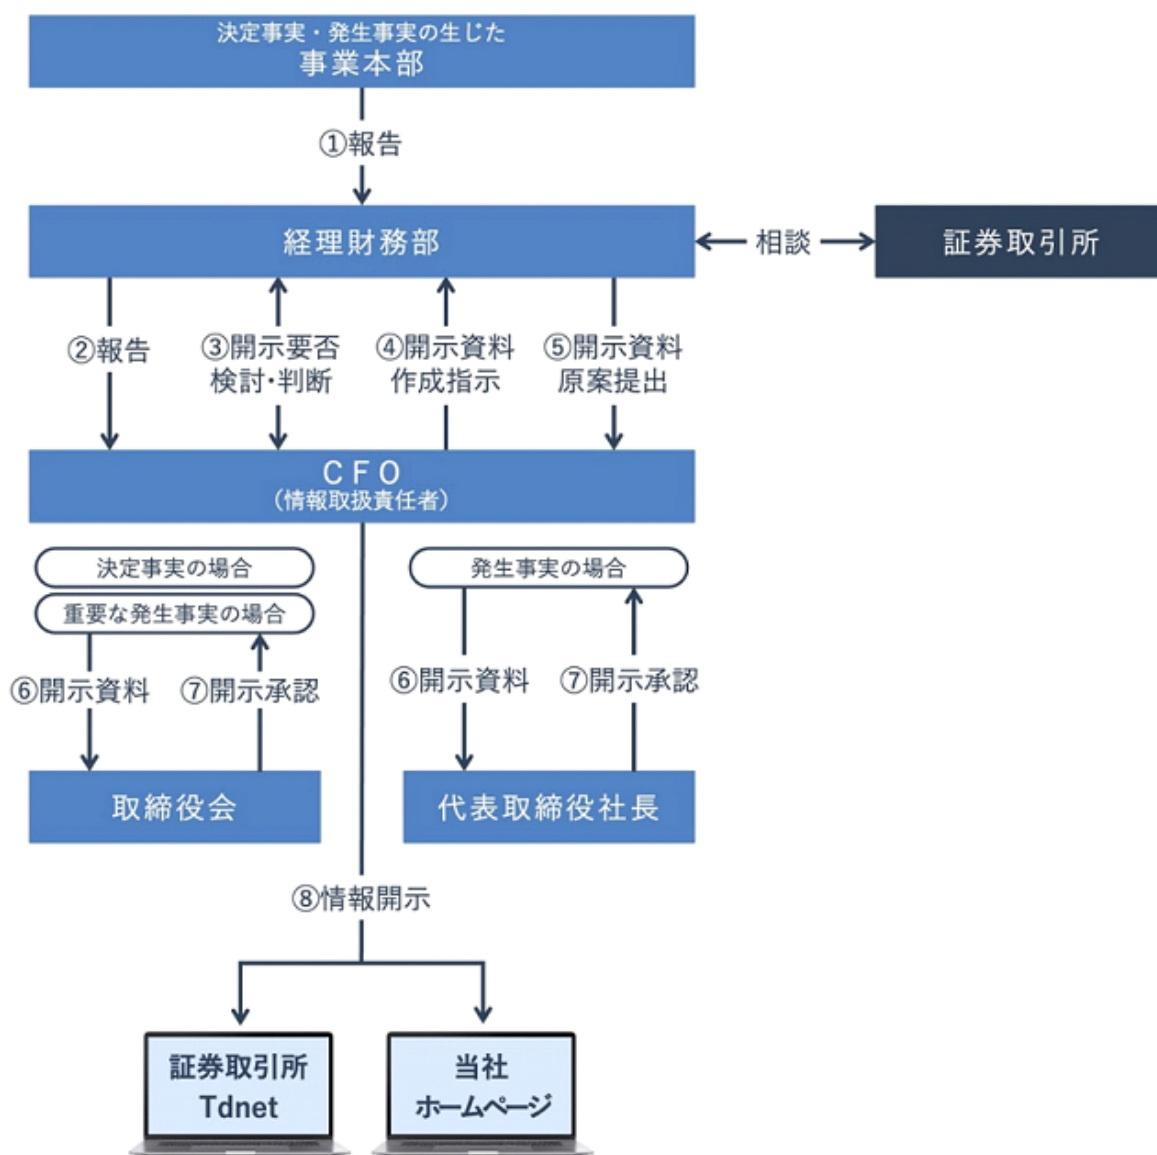 決定事実・発生事実の生じた
事業本部
①報告
経理財務部
相談
証券取引所
②報告
③開示要否
検討・判断
④開示資料
作成指示
⑤開示資料
原案提出
CFO
（情報取扱責任者）
決定事実の場合
重要な発生事実の場合
⑥開示資料
⑦開示承認
取締役会
発生事実の場合
⑥開示資料
⑦開示承認
代表取締役社長
⑧情報開示
証券取引所
Tdnet
当社
ホームページ